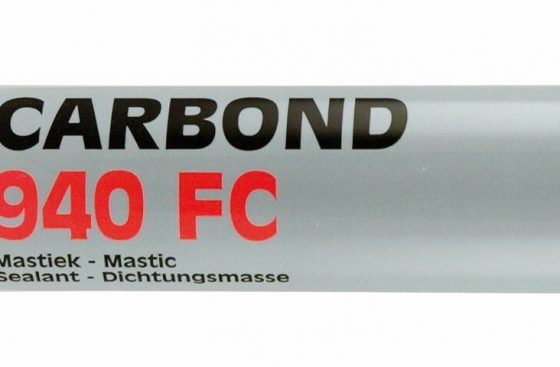 CARBOND
940 FC
Mastiek - Mastic
Sealant - Dichtungsmasse